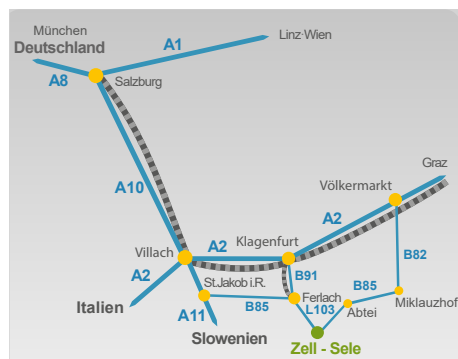 München
Deutschland
A1
Linz·Wien
A8
Salzburg
A10
Graz
Völkermarkt
A2
Klagenfurt
Villach
A2
B82
A2
B91
St.Jakob i.R.
Ferlach
B85
B85
Miklauzhof
A11
L103
Abtei
Italien
Slowenien
Zell - Sele